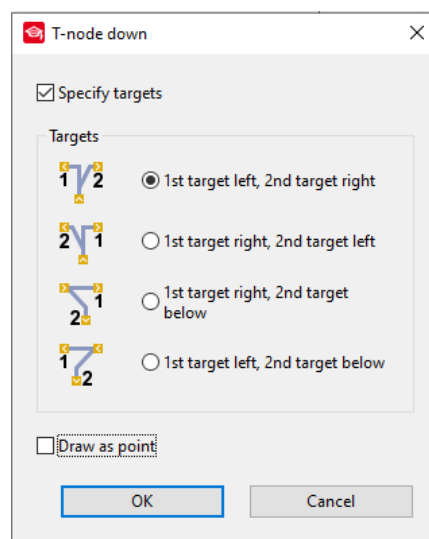 T-node down
Specify targets
Targets
1 2
1st target left, 2nd target right
2 1
1st target right, 2nd target left
1
2
1st target right, 2nd target
below
1
2
1st target left, 2nd target below
Draw as point
OK Cancel